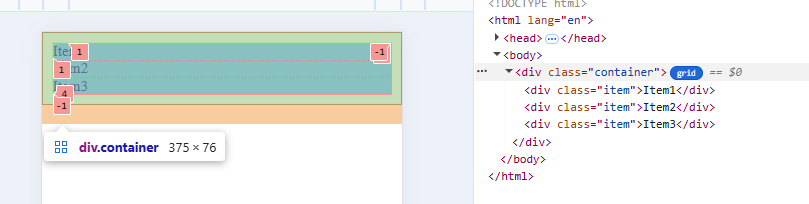 Item1
1
-1
1
Item2
Item3
4
-1
div.container 375 × 76
<!DOCTYPE html>
<html lang="en">
<head> ⋯ </head>
<body>
⋯ <div class="container"> grid == $0
<div class="item">Item1</div>
<div class="item">Item2</div>
<div class="item">Item3</div>
</div>
</body>
</html>